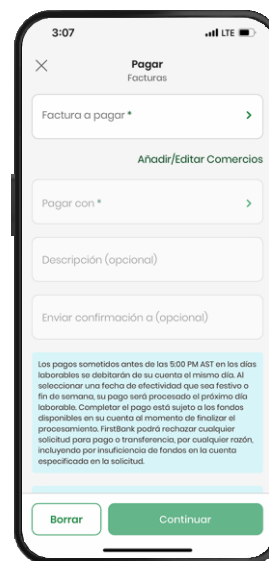 3:07 LTE
Pagar
Facturas
Factura a pagar *
Añadir/Editar Comercios
Pagar con *
Descripción (opcional)
Enviar confirmación a (opcional)
Los pagos sometidos antes de las 5:00 PM AST en los días
laborables se debitarán de su cuenta el mismo día. Al
seleccionar una fecha de efectividad que sea festivo o
fin de semana, su pago será procesado el próximo día
laborable. Completar el pago está sujeto a los fondos
disponibles en su cuenta al momento de finalizar el
procesamiento. FirstBank podrá rechazar cualquier
solicitud para pago o transferencia, por cualquier razón,
incluyendo por insuficiencia de fondos en la cuenta
especificada en la solicitud.
Borrar
Continuar